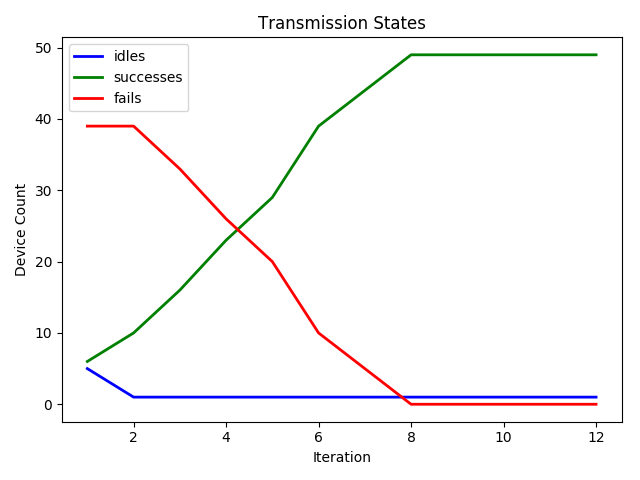 Transmission States
idles
successes
fails
Device Count
50
40
30
20
10
0
2 4 6 8 10 12
Iteration